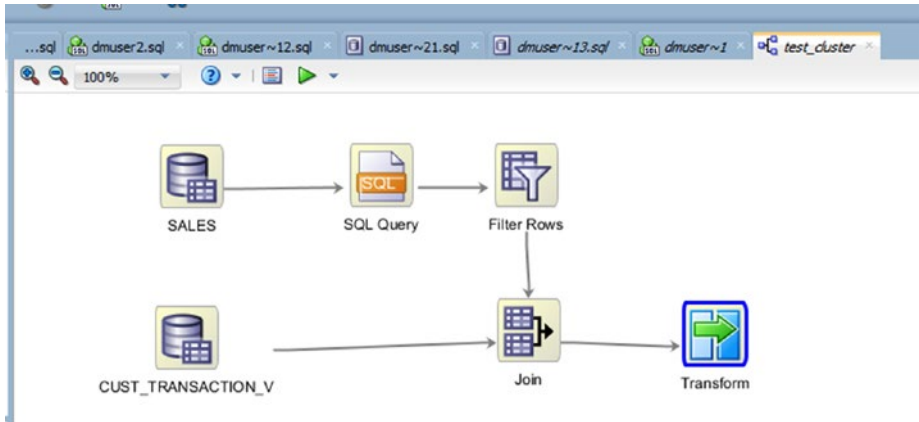 ...sql dmuser2.sql dmuser~12.sql dmuser~21.sql dmuser~13.sql dmuser~1 test_cluster
100%
SQL
SALES SQL Query Filter Rows
CUST_TRANSACTION_V Join Transform